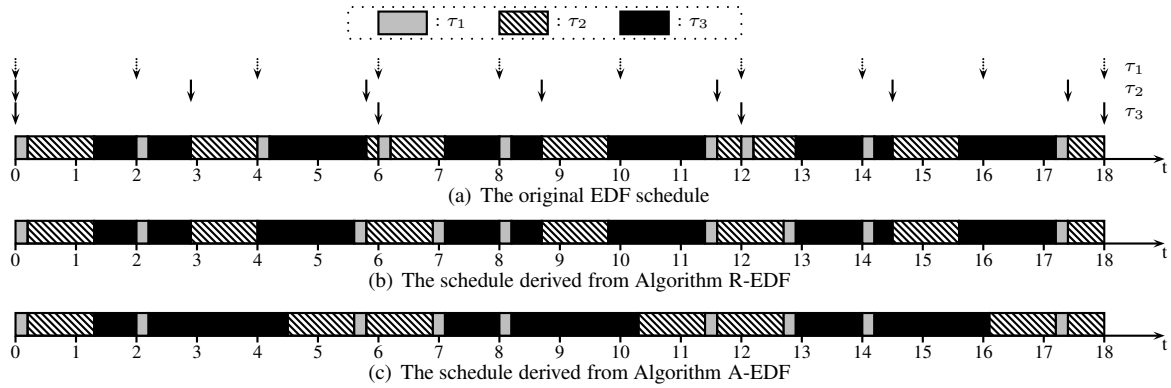 : τ1 : τ2 : τ3
τ1
τ2
τ3
0 1 2 3 4 5 6 7 8 9 10 11 12 13 14 15 16 17 18 t
(a) The original EDF schedule
0 1 2 3 4 5 6 7 8 9 10 11 12 13 14 15 16 17 18 t
(b) The schedule derived from Algorithm R-EDF
0 1 2 3 4 5 6 7 8 9 10 11 12 13 14 15 16 17 18 t
(c) The schedule derived from Algorithm A-EDF